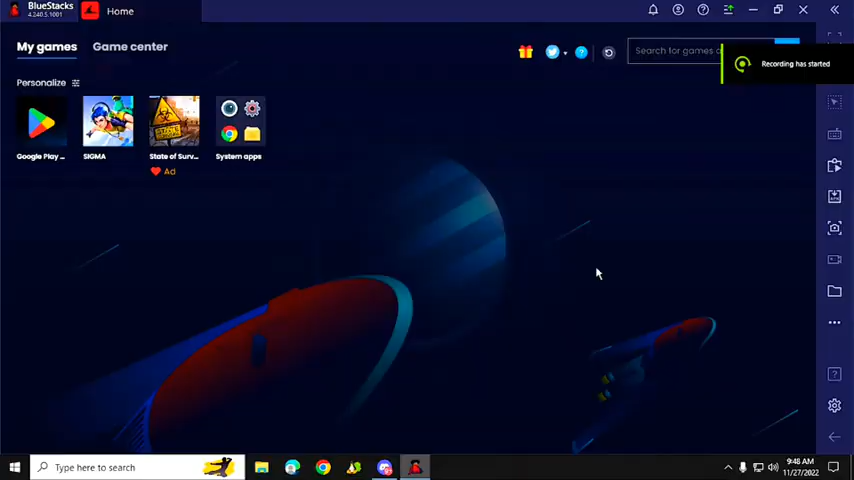 BlueStacks
4.240.5.1001
Home
My games
Game center
Search for games a
Recording has started
Personalize
Google Play ...
SIGMA
State of Surv...
System apps
Ad
Type here to search
9:48 AM
11/27/2022